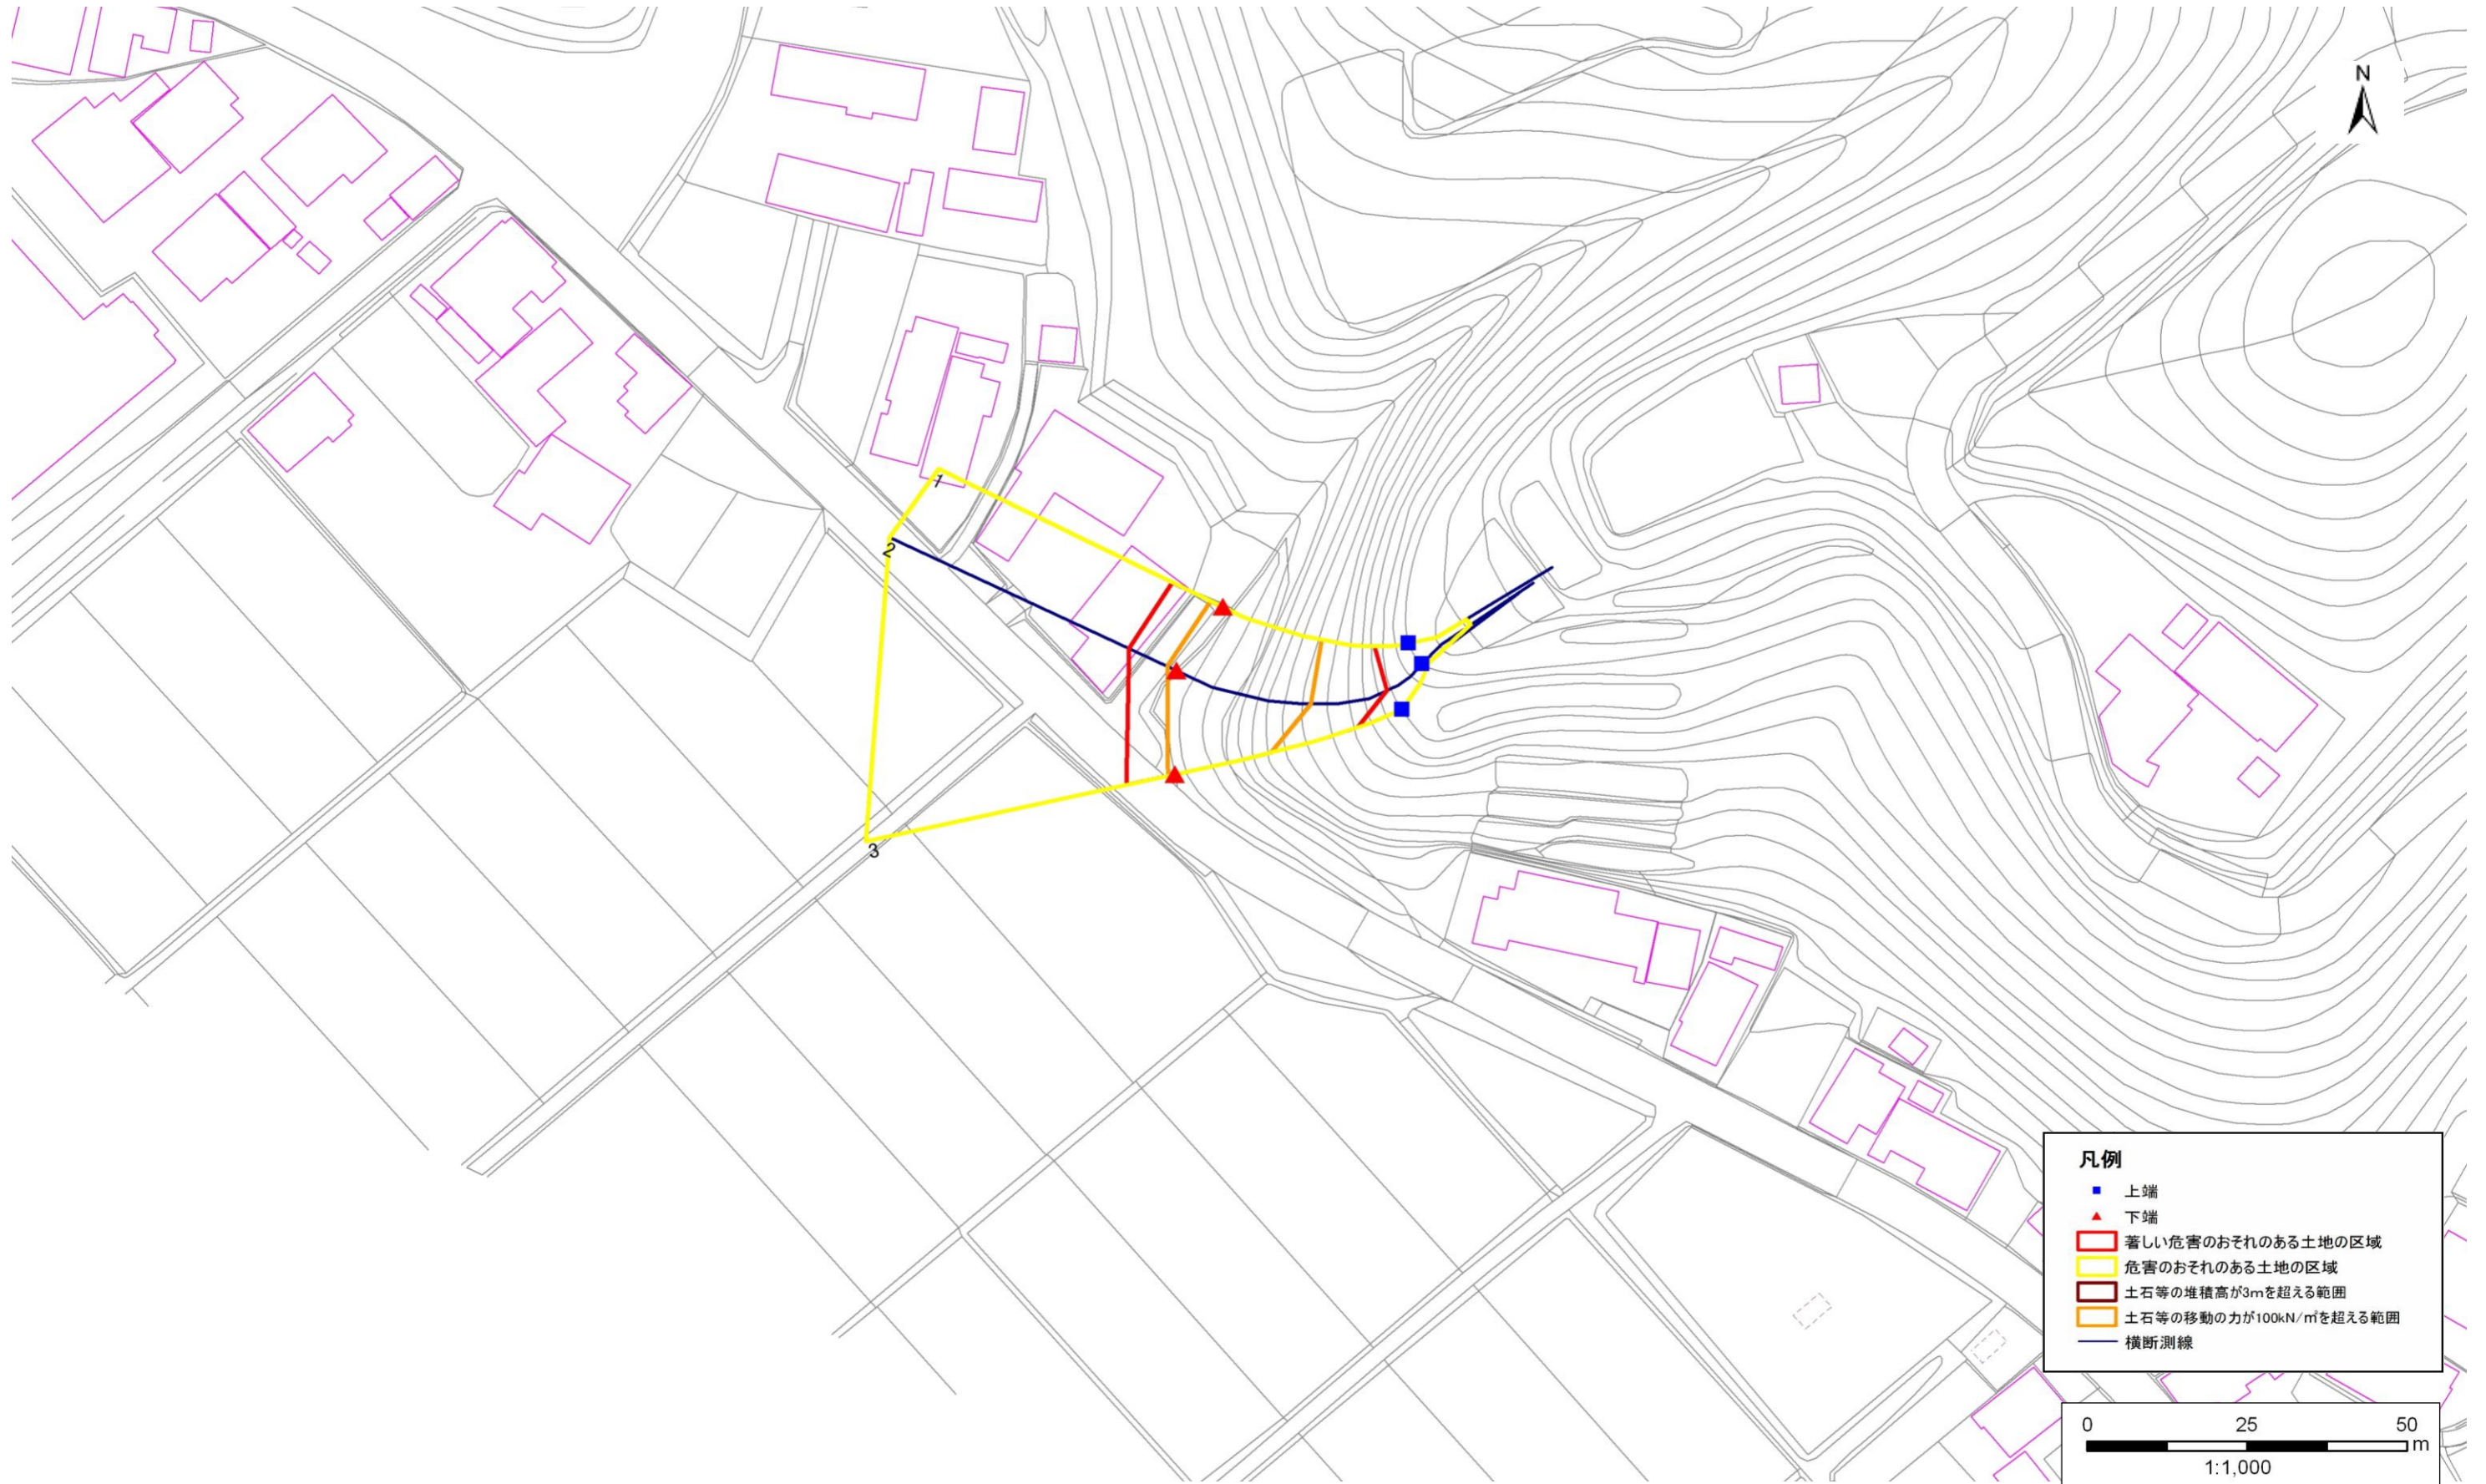 N
1
2
3
凡例
上端
下端
著しい危害のおそれのある土地の区域
危害のおそれのある土地の区域
土石等の堆積高が3mを超える範囲
土石等の移動の力が100kN/㎡を超える範囲
横断測線
0 25 50
m
1:1,000